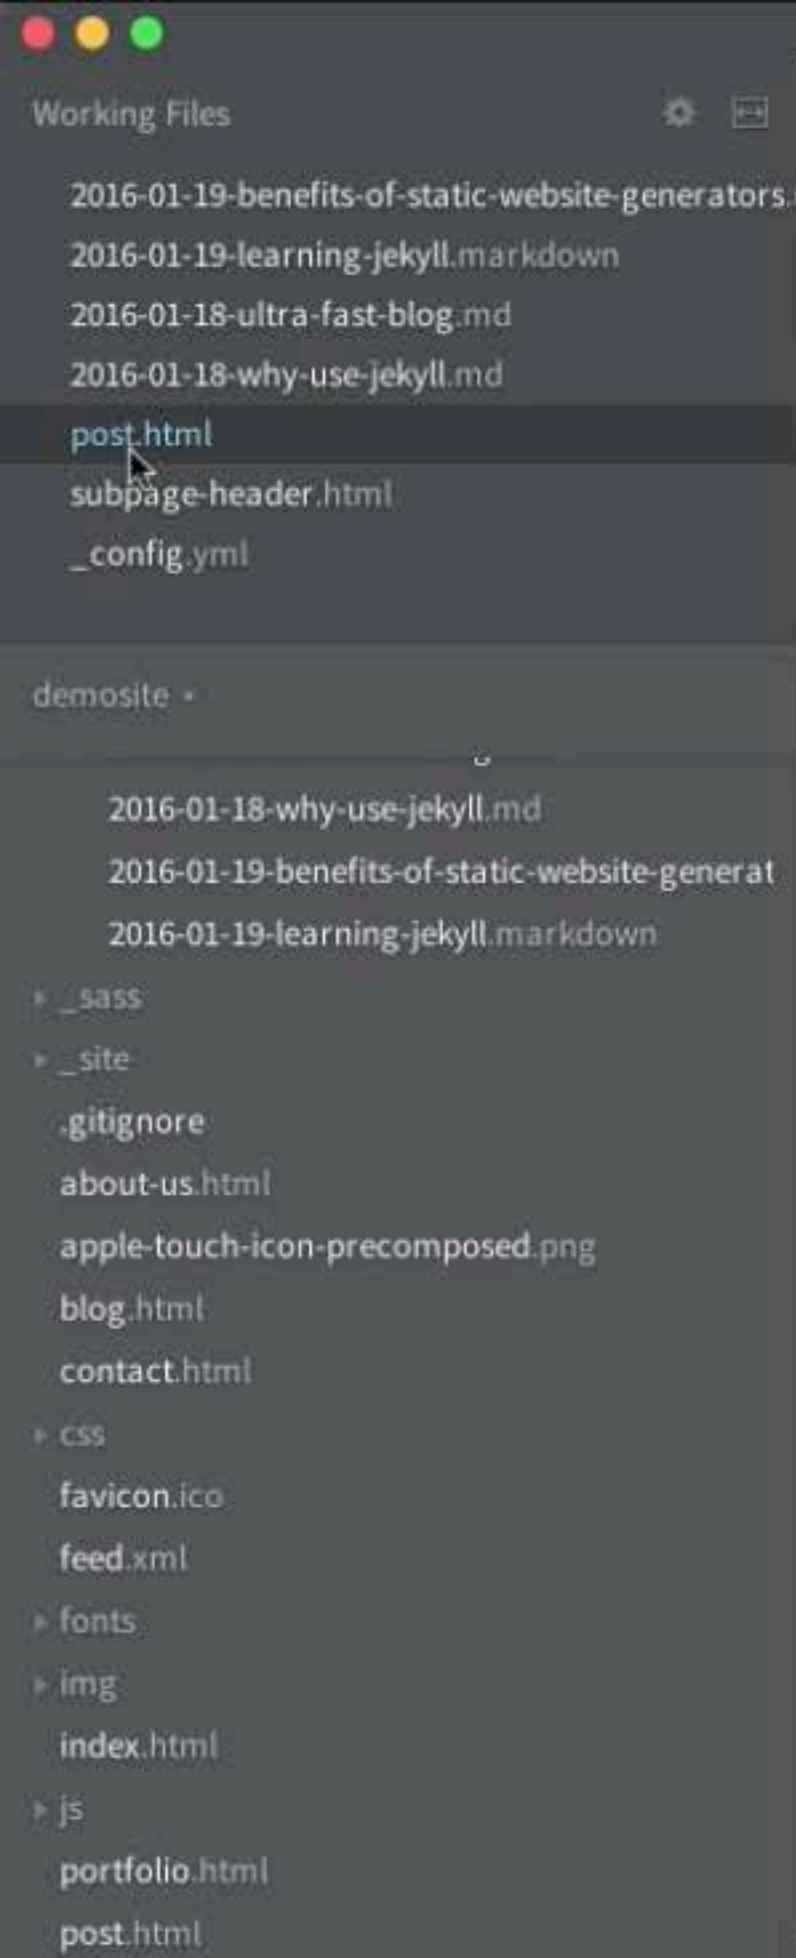 Working Files
2016-01-19-benefits-of-static-website-generators.
2016-01-19-learning-jekyll.markdown
2016-01-18-ultra-fast-blog.md
2016-01-18-why-use-jekyll.md
post.html
subpage-header.html
_config.yml
demosite
2016-01-18-why-use-jekyll.md
2016-01-19-benefits-of-static-website-generat
2016-01-19-learning-jekyll.markdown
_sass
_site
.gitignore
about-us.html
apple-touch-icon-precomposed.png
blog.html
contact.html
css
favicon.ico
feed.xml
fonts
img
index.html
js
portfolio.html
post.html